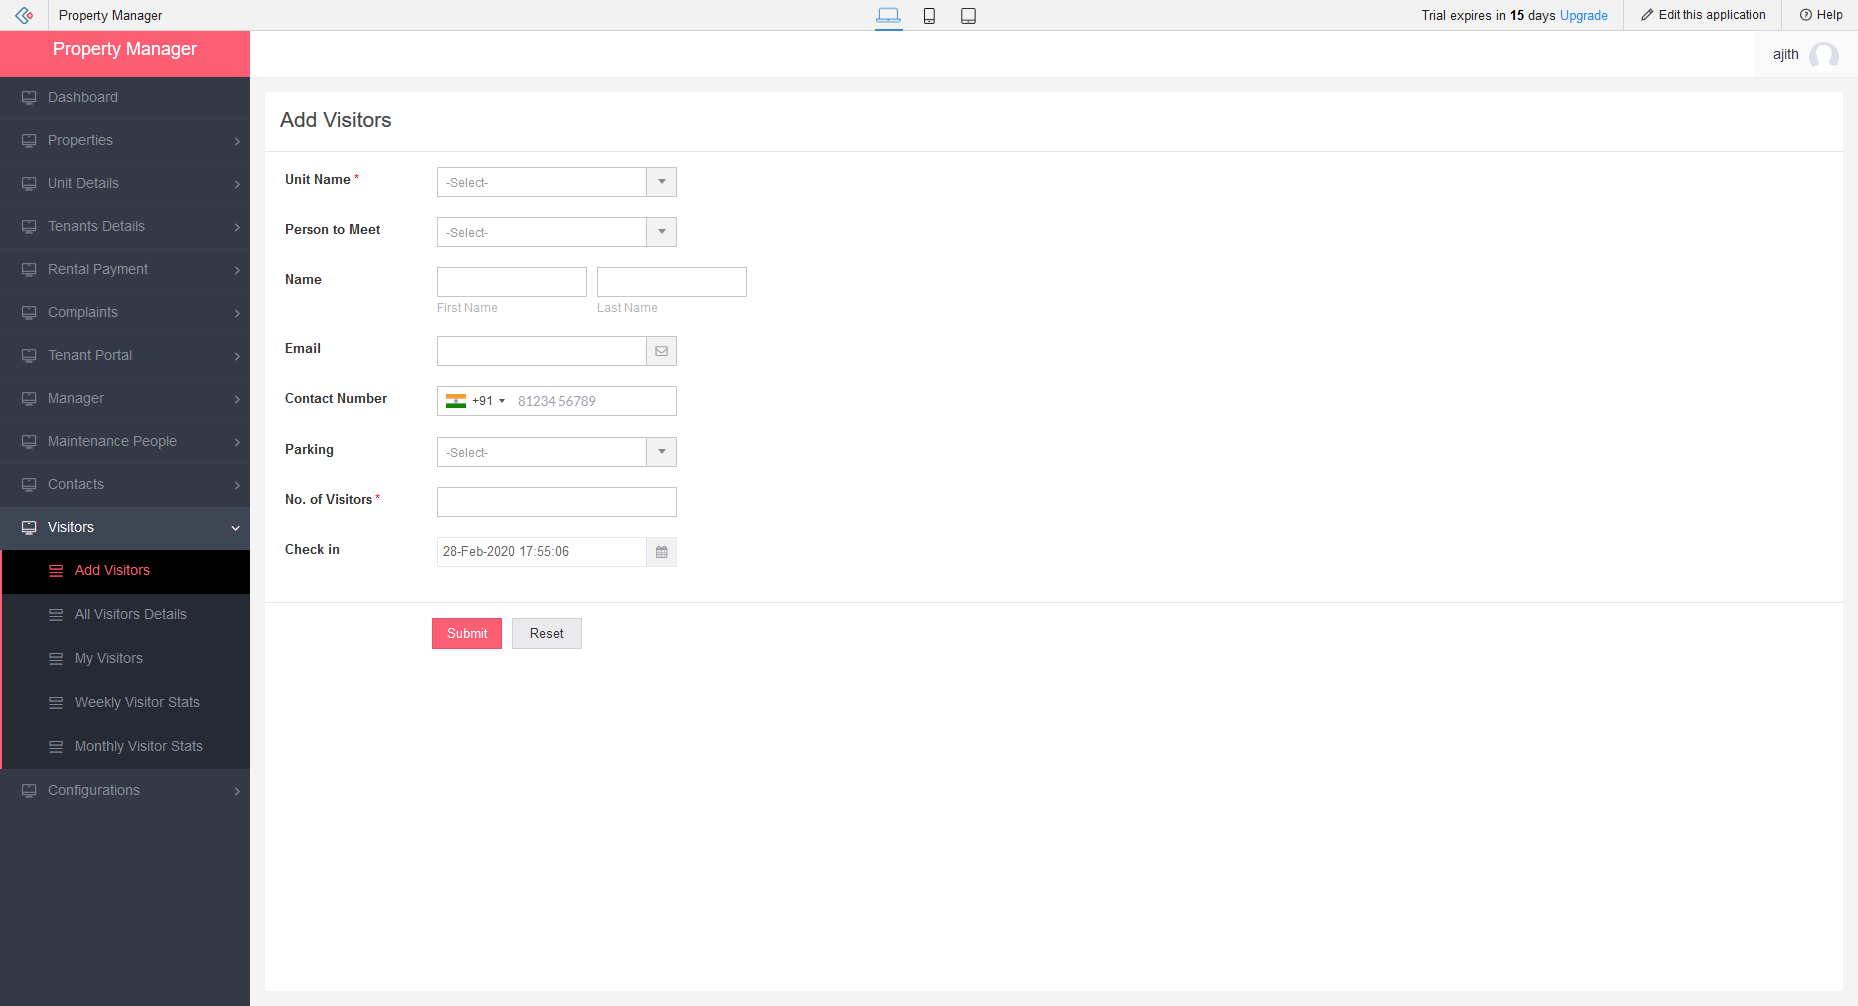 Property Manager
Trial expires in 15 days Upgrade
Edit this application
Help
Property Manager
ajith
Dashboard
Properties
Unit Details
Tenants Details
Rental Payment
Complaints
Tenant Portal
Manager
Maintenance People
Contacts
Visitors
Add Visitors
All Visitors Details
My Visitors
Weekly Visitor Stats
Monthly Visitor Stats
Configurations
Add Visitors
Unit Name *
-Select-
Person to Meet
-Select-
Name
First Name
Last Name
Email
Contact Number
+91
81234 56789
Parking
-Select-
No. of Visitors *
Check in
28-Feb-2020 17:55:06
Submit
Reset